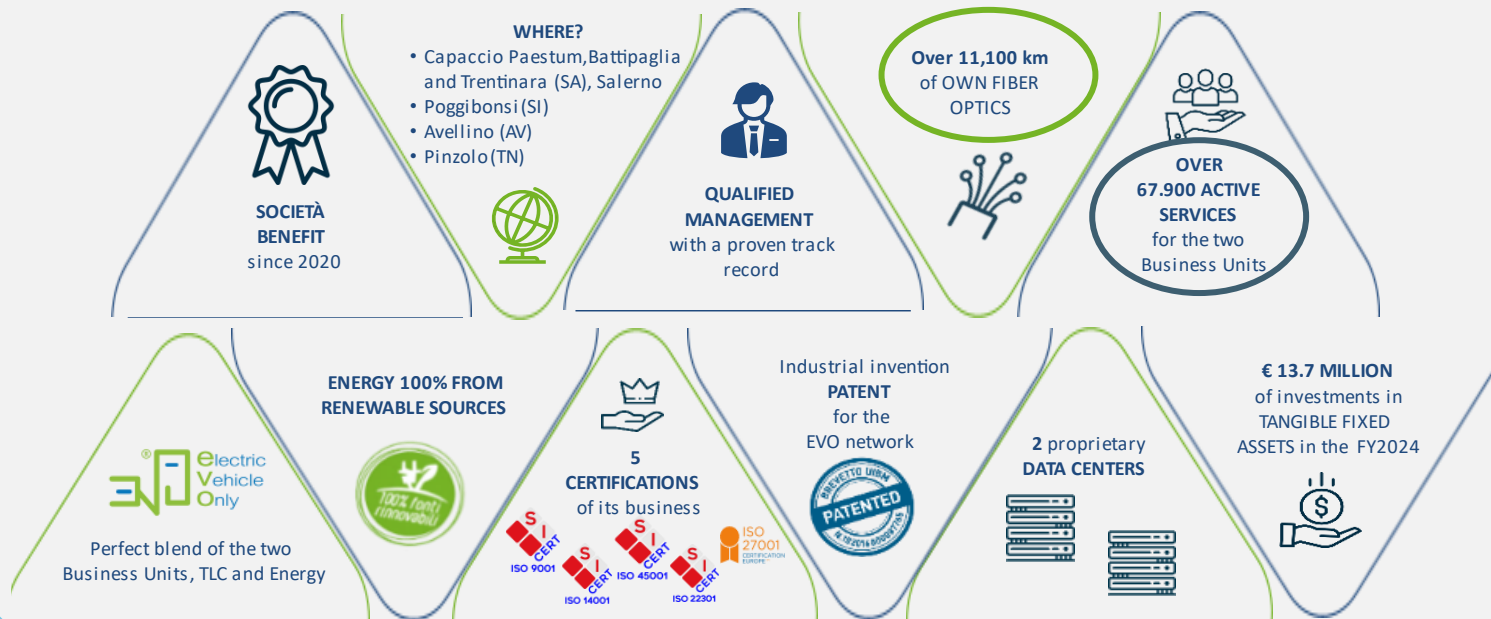 SOCIETÀ
BENEFIT
since 2020
WHERE?
• Capaccio Paestum,Battipaglia
and Trentinara (SA), Salerno
• Poggibonsi (SI)
• Avellino (AV)
• Pinzolo (TN)
QUALIFIED
MANAGEMENT
with a proven track
record
Over 11,100 km
of OWN FIBER
OPTICS
OVER
67.900 ACTIVE
SERVICES
for the two
Business Units
® electric
Vehicle
Only
Perfect blend of the two
Business Units, TLC and Energy
ENERGY 100% FROM
RENEWABLE SOURCES
100% fonti
rinnovabili
5
CERTIFICATIONS
of its business
SI CERT
ISO 9001
SI CERT
ISO 14001
SI CERT
ISO 45001
SI CERT
ISO 22301
ISO
27001
CERTIFICATION
EUROPE
Industrial invention
PATENT
for the
EVO network
BREVETTO UIBM
PATENTED
2 proprietary
DATA CENTERS
€ 13.7 MILLION
of investments in
TANGIBLE FIXED
ASSETS in the FY2024
$